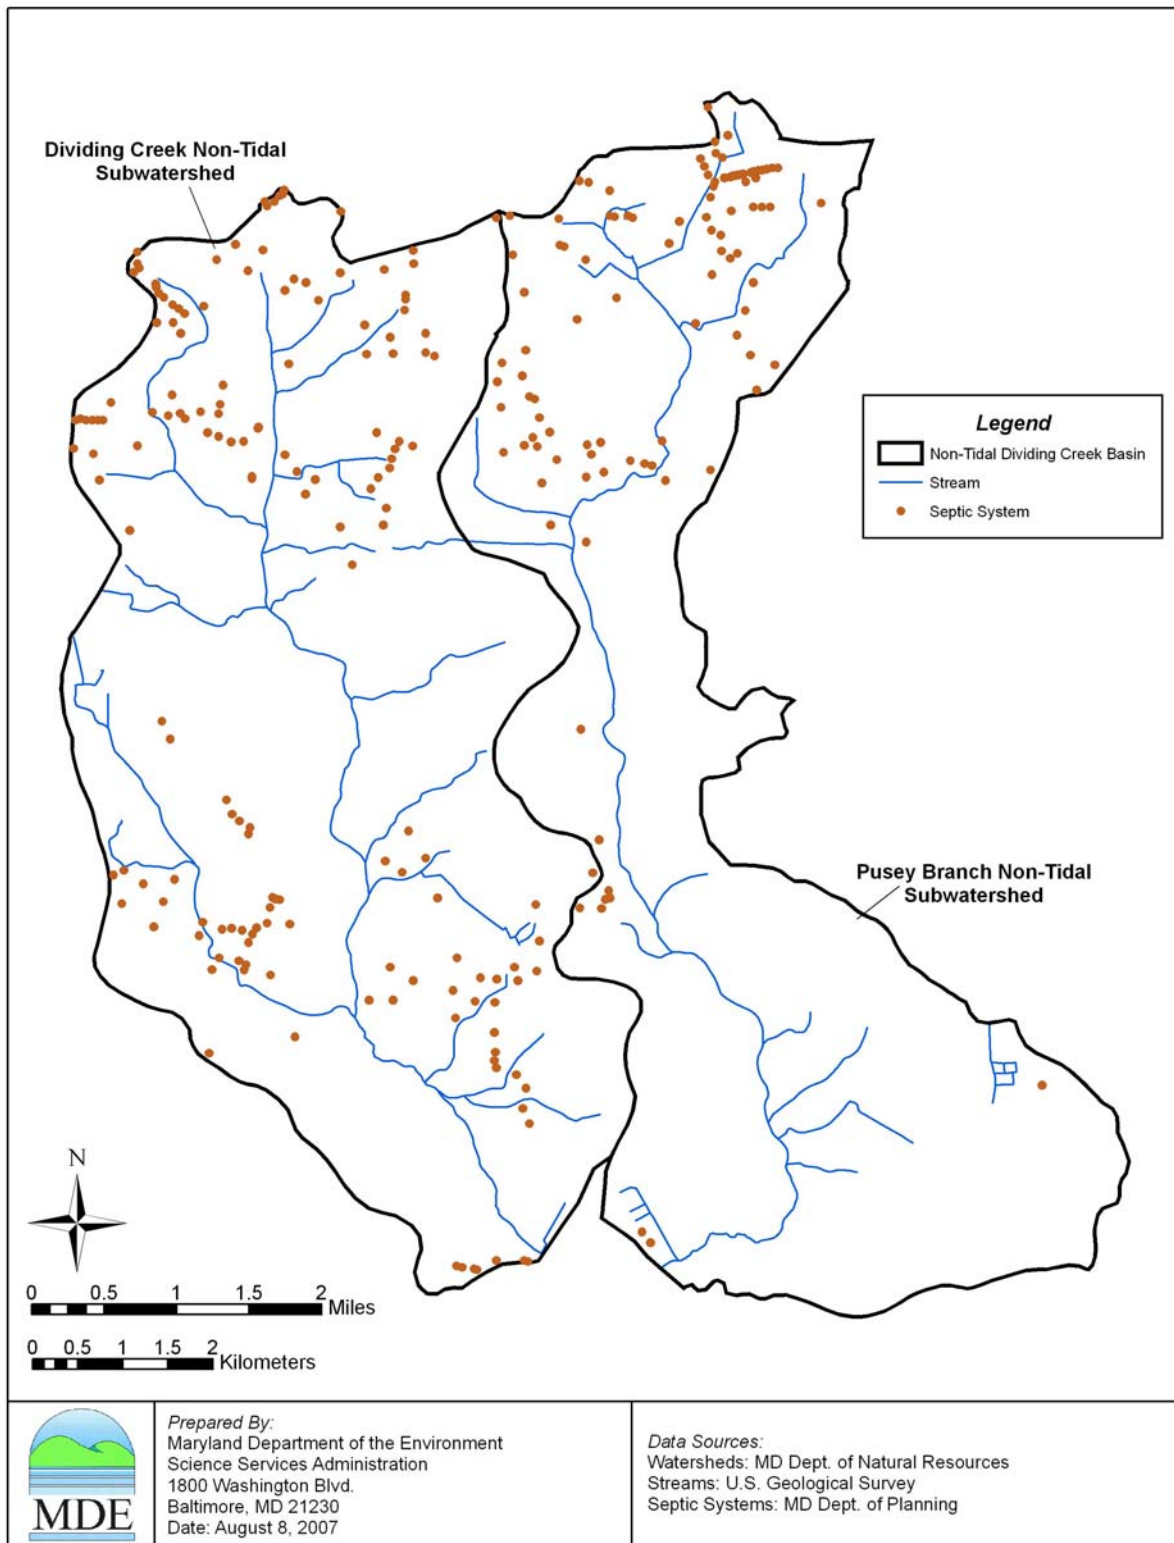 Dividing Creek Non-Tidal
Subwatershed
Legend
Non-Tidal Dividing Creek Basin
Stream
Septic System
Pusey Branch Non-Tidal
Subwatershed
N
0 0.5 1 1.5 2
Miles
0 0.5 1 1.5 2
Kilometers
MDE
Prepared By:
Maryland Department of the Environment
Science Services Administration
1800 Washington Blvd.
Baltimore, MD 21230
Date: August 8, 2007
Data Sources:
Watersheds: MD Dept. of Natural Resources
Streams: U.S. Geological Survey
Septic Systems: MD Dept. of Planning